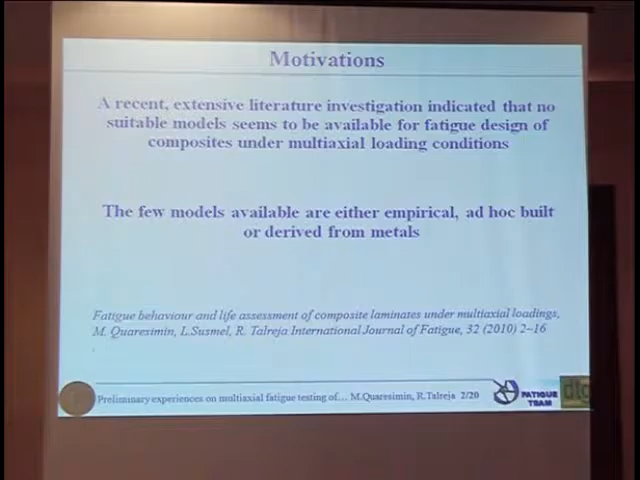 Motivations
A recent, extensive literature investigation indicated that no
suitable models seems to be available for fatigue design of
composites under multiaxial loading conditions
The few models available are either empirical, ad hoc built
or derived from metals
Fatigue behaviour and life assessment of composite laminates under multiaxial loadings,
M. Quaresimin, L.Susmel, R. Talreja International Journal of Fatigue, 32 (2010) 2–16
Preliminary experiences on multiaxial fatigue testing of… M.Quaresimin, R.Talreja 2/20
FATIGUE
TEAM